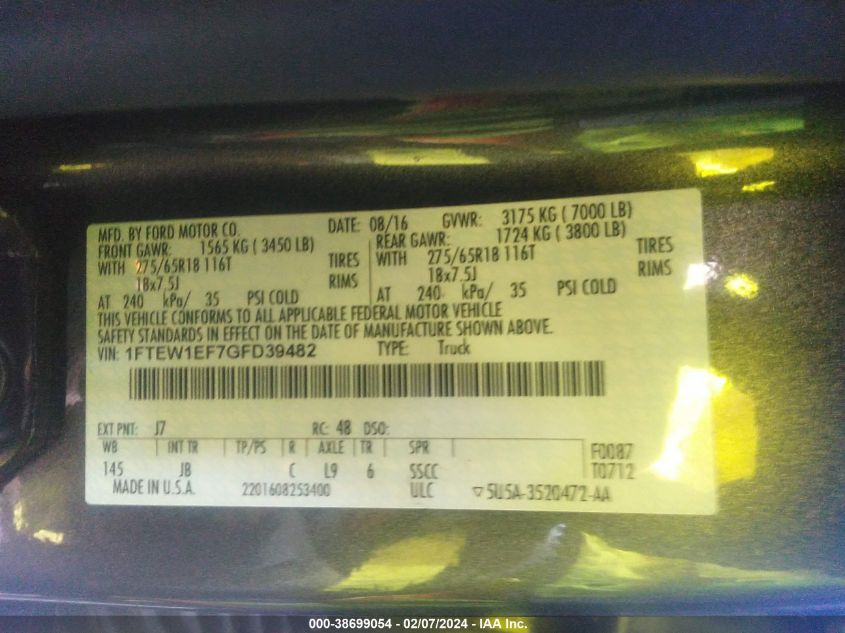 MFD. BY FORD MOTOR CO. DATE: 08/16 GVWR: 3175 KG ( 7000 LB)
FRONT GAWR: 1565 KG ( 3450 LB) REAR GAWR: 1724 KG ( 3800 LB)
WITH 275/65R18 116T TIRES WITH 275/65R18 116T TIRES
18x7.5J RIMS 18x7.5J RIMS
AT 240 kPa/ 35 PSI COLD AT 240 kPa/ 35 PSI COLD
THIS VEHICLE CONFORMS TO ALL APPLICABLE FEDERAL MOTOR VEHICLE
SAFETY STANDARDS IN EFFECT ON THE DATE OF MANUFACTURE SHOWN ABOVE.
VIN: 1FTEW1EF7GFD39482 TYPE: Truck
EXT PNT: J7 RC: 48 DSO:
WB INT TR TP/PS R AXLE TR SPR F0087
145 JB C L9 6 SSCC T0712
MADE IN U.S.A. 2201608253400 ULC ▽5U5A-3520472-AA
000-38699054 - 02/07/2024 - IAA Inc.